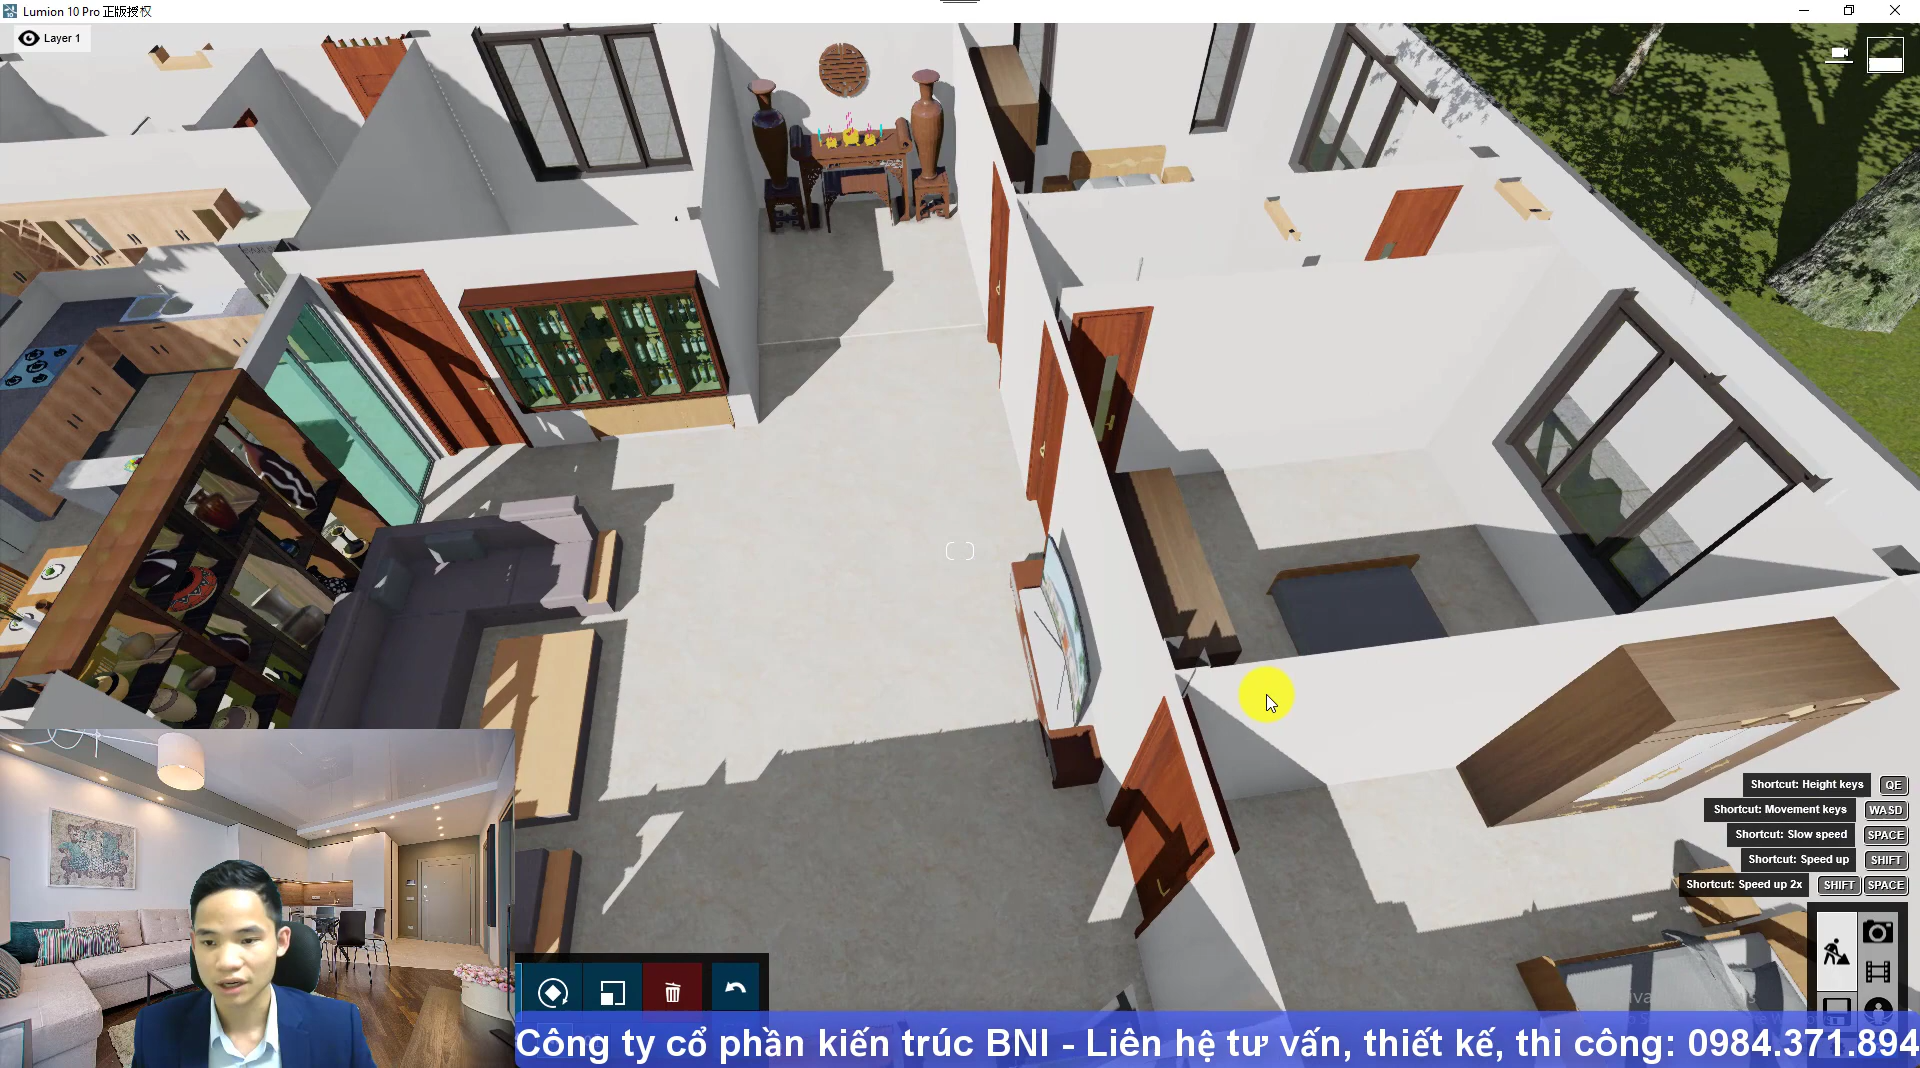 Lumion 10 Pro 正版授权
Layer 1
Shortcut: Height keys QE
Shortcut: Movement keys WASD
Shortcut: Slow speed SPACE
Shortcut: Speed up SHIFT
Shortcut: Speed up 2x SHIFT SPACE
Công ty cổ phần kiến trúc BNI - Liên hệ tư vấn, thiết kế, thi công: 0984.371.894